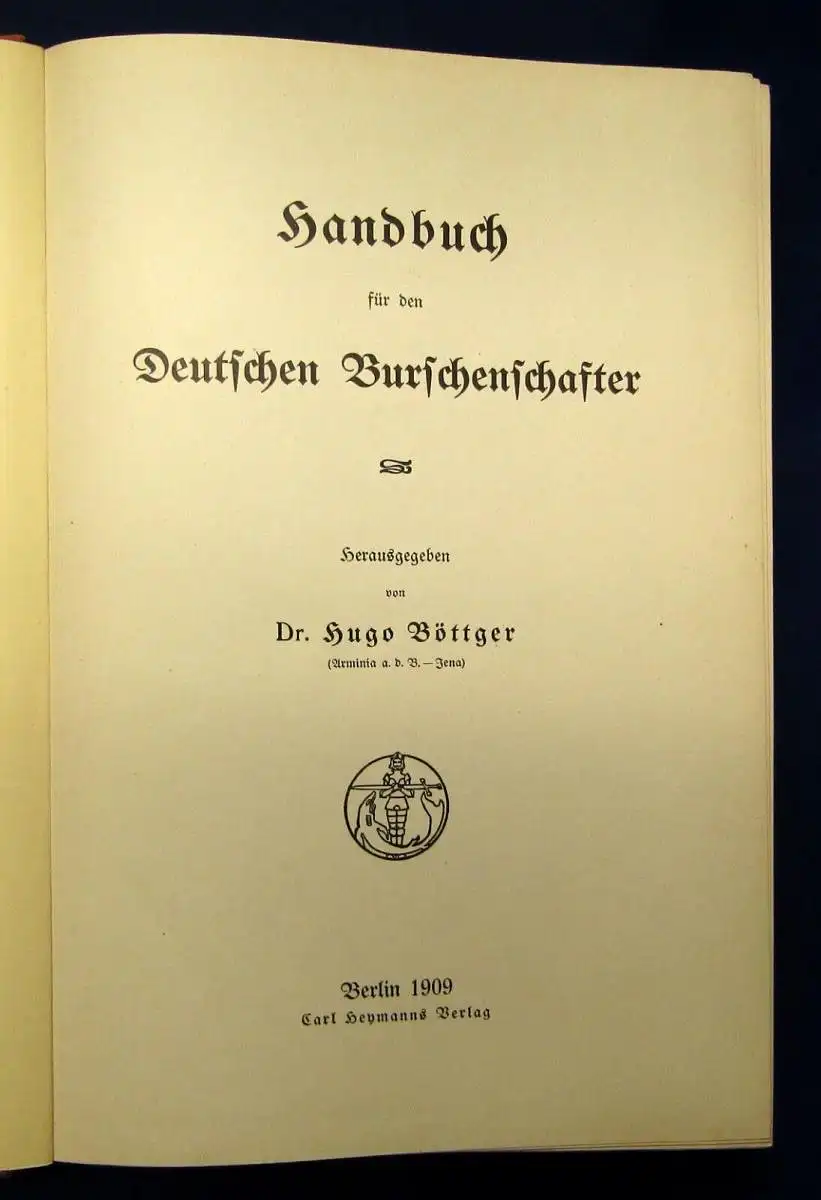 Handbuch
für den
Deutſchen Burſchenſchafter
Herausgegeben
von
Dr. Hugo Böttger
(Arminia a. d. B. — Jena)
Berlin 1909
Carl Heymanns Verlag